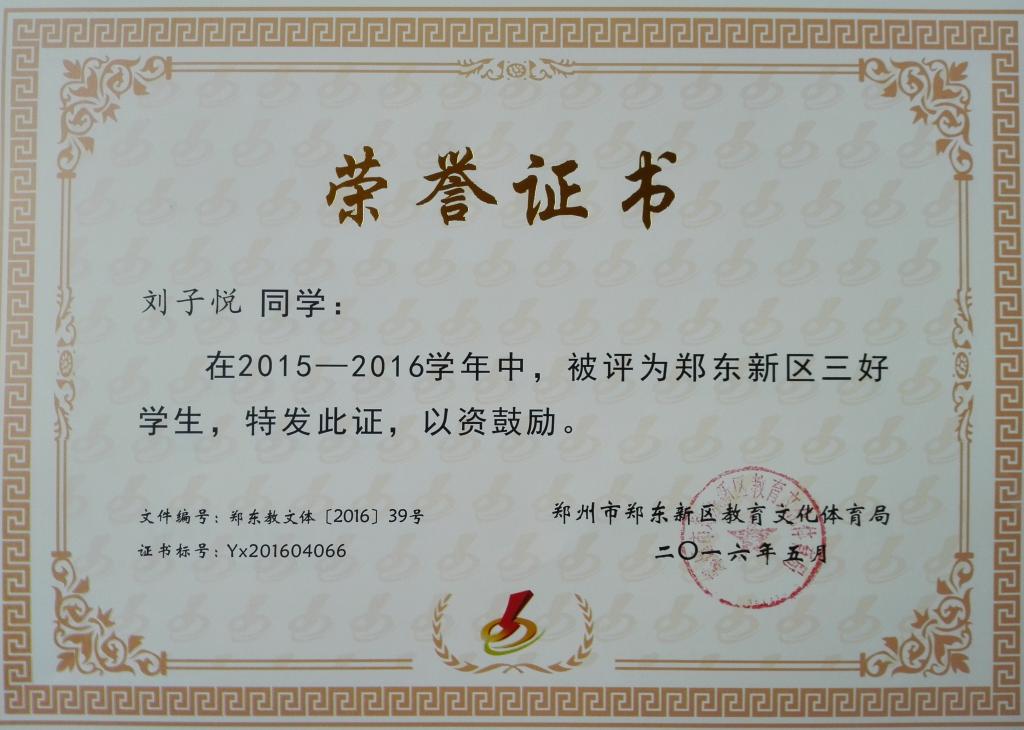 荣誉证书
刘子悦 同学：
在2015—2016学年中，被评为郑东新区三好
学生，特发此证，以资鼓励。
文件编号：郑东教文体〔2016〕39号
郑州市郑东新区教育文化体育局
证书标号：Yx201604066
二〇一六年五月